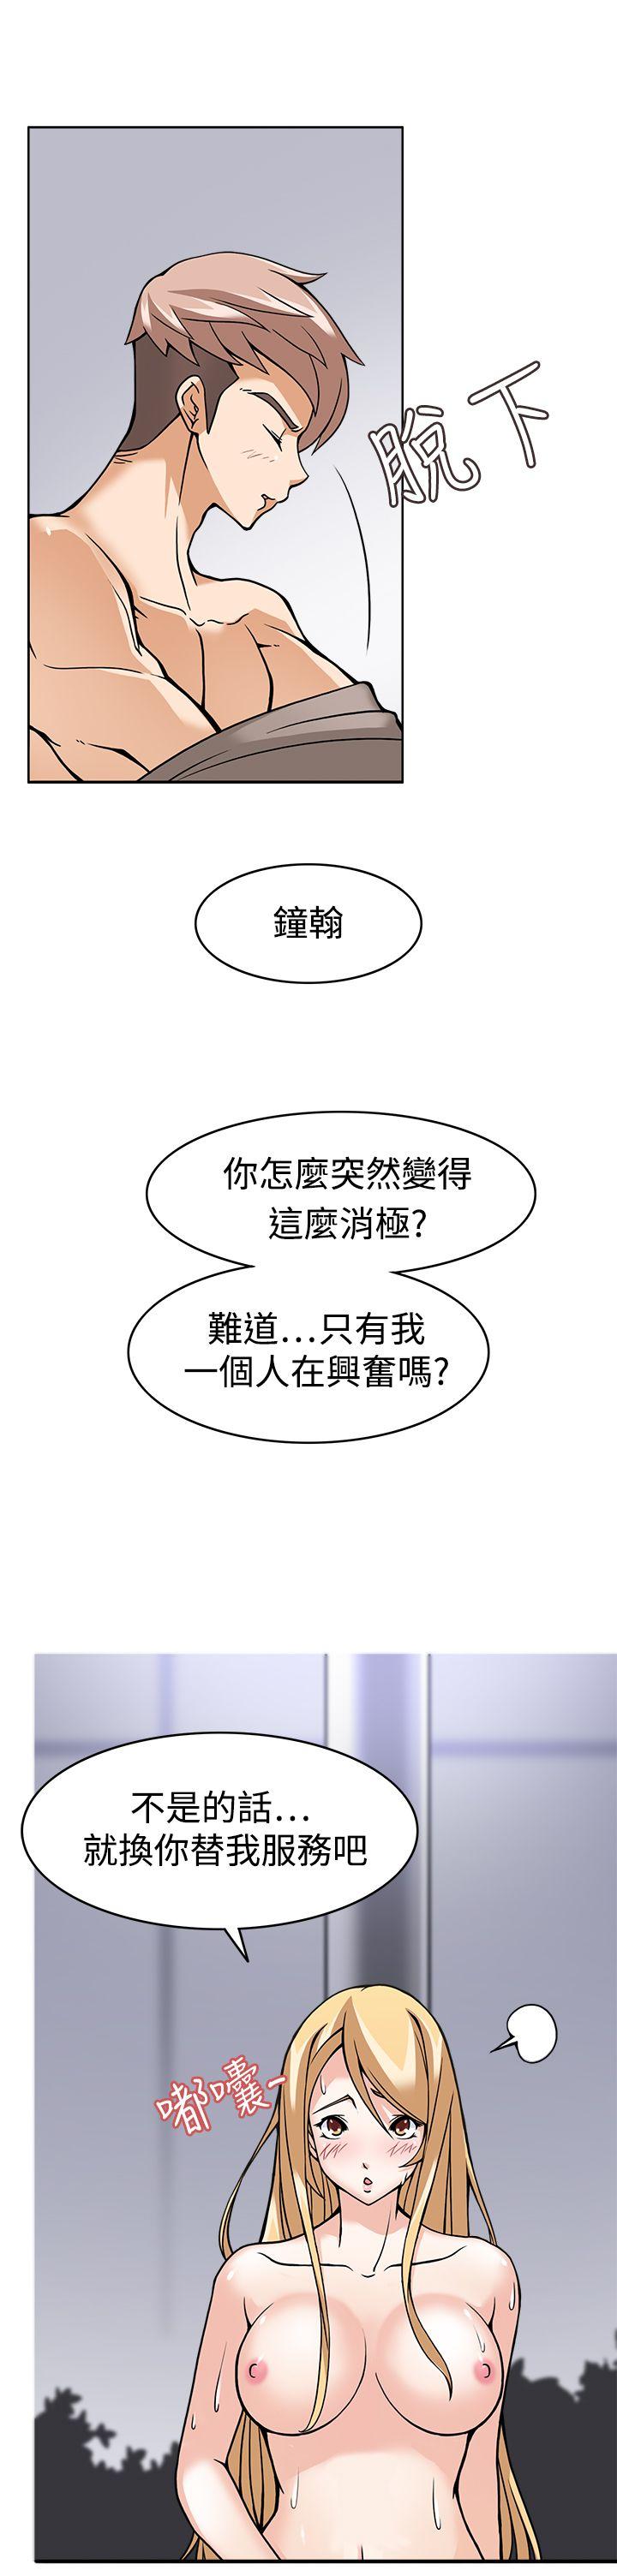 脫下
鐘翰
你怎麼突然變得
這麼消極?
難道...只有我
一個人在興奮嗎?
不是的話...
就換你替我服務吧
嘟囔-